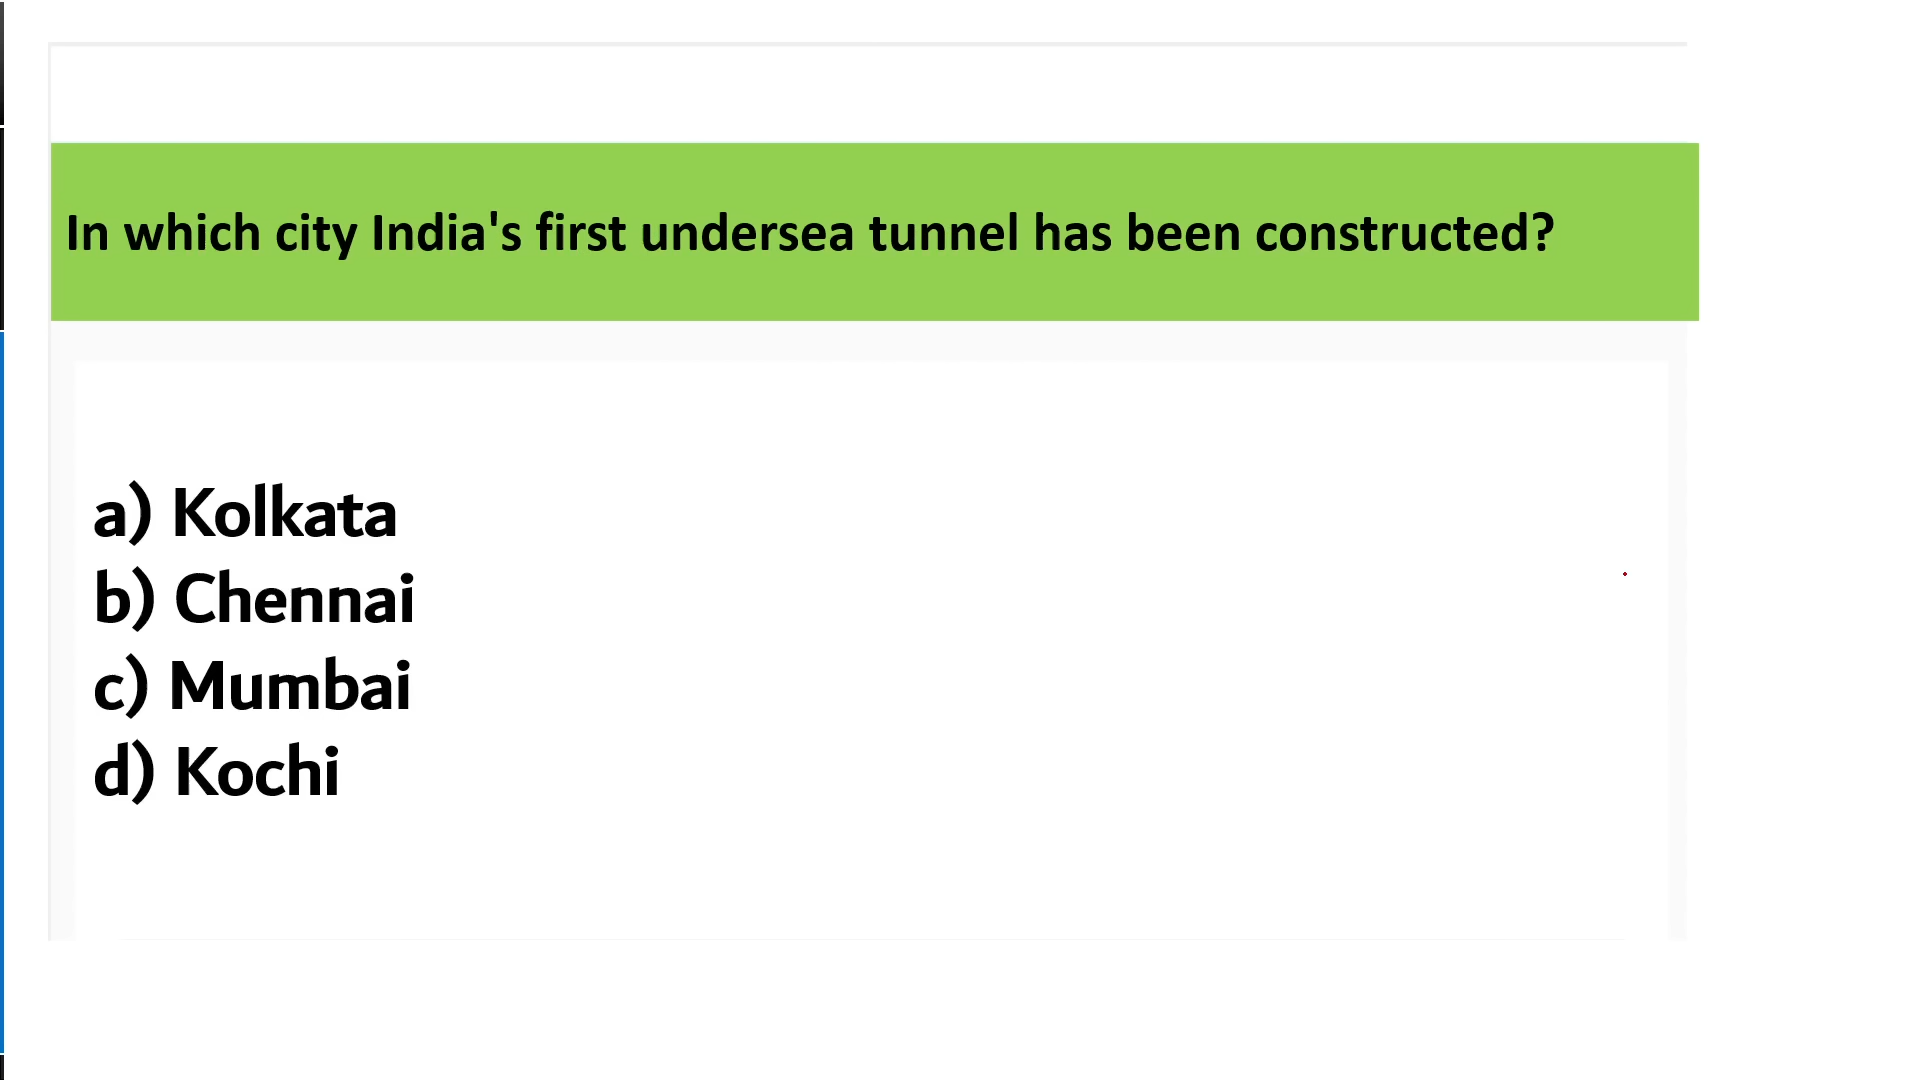 In which city India's first undersea tunnel has been constructed?
a) Kolkata
b) Chennai
c) Mumbai
d) Kochi